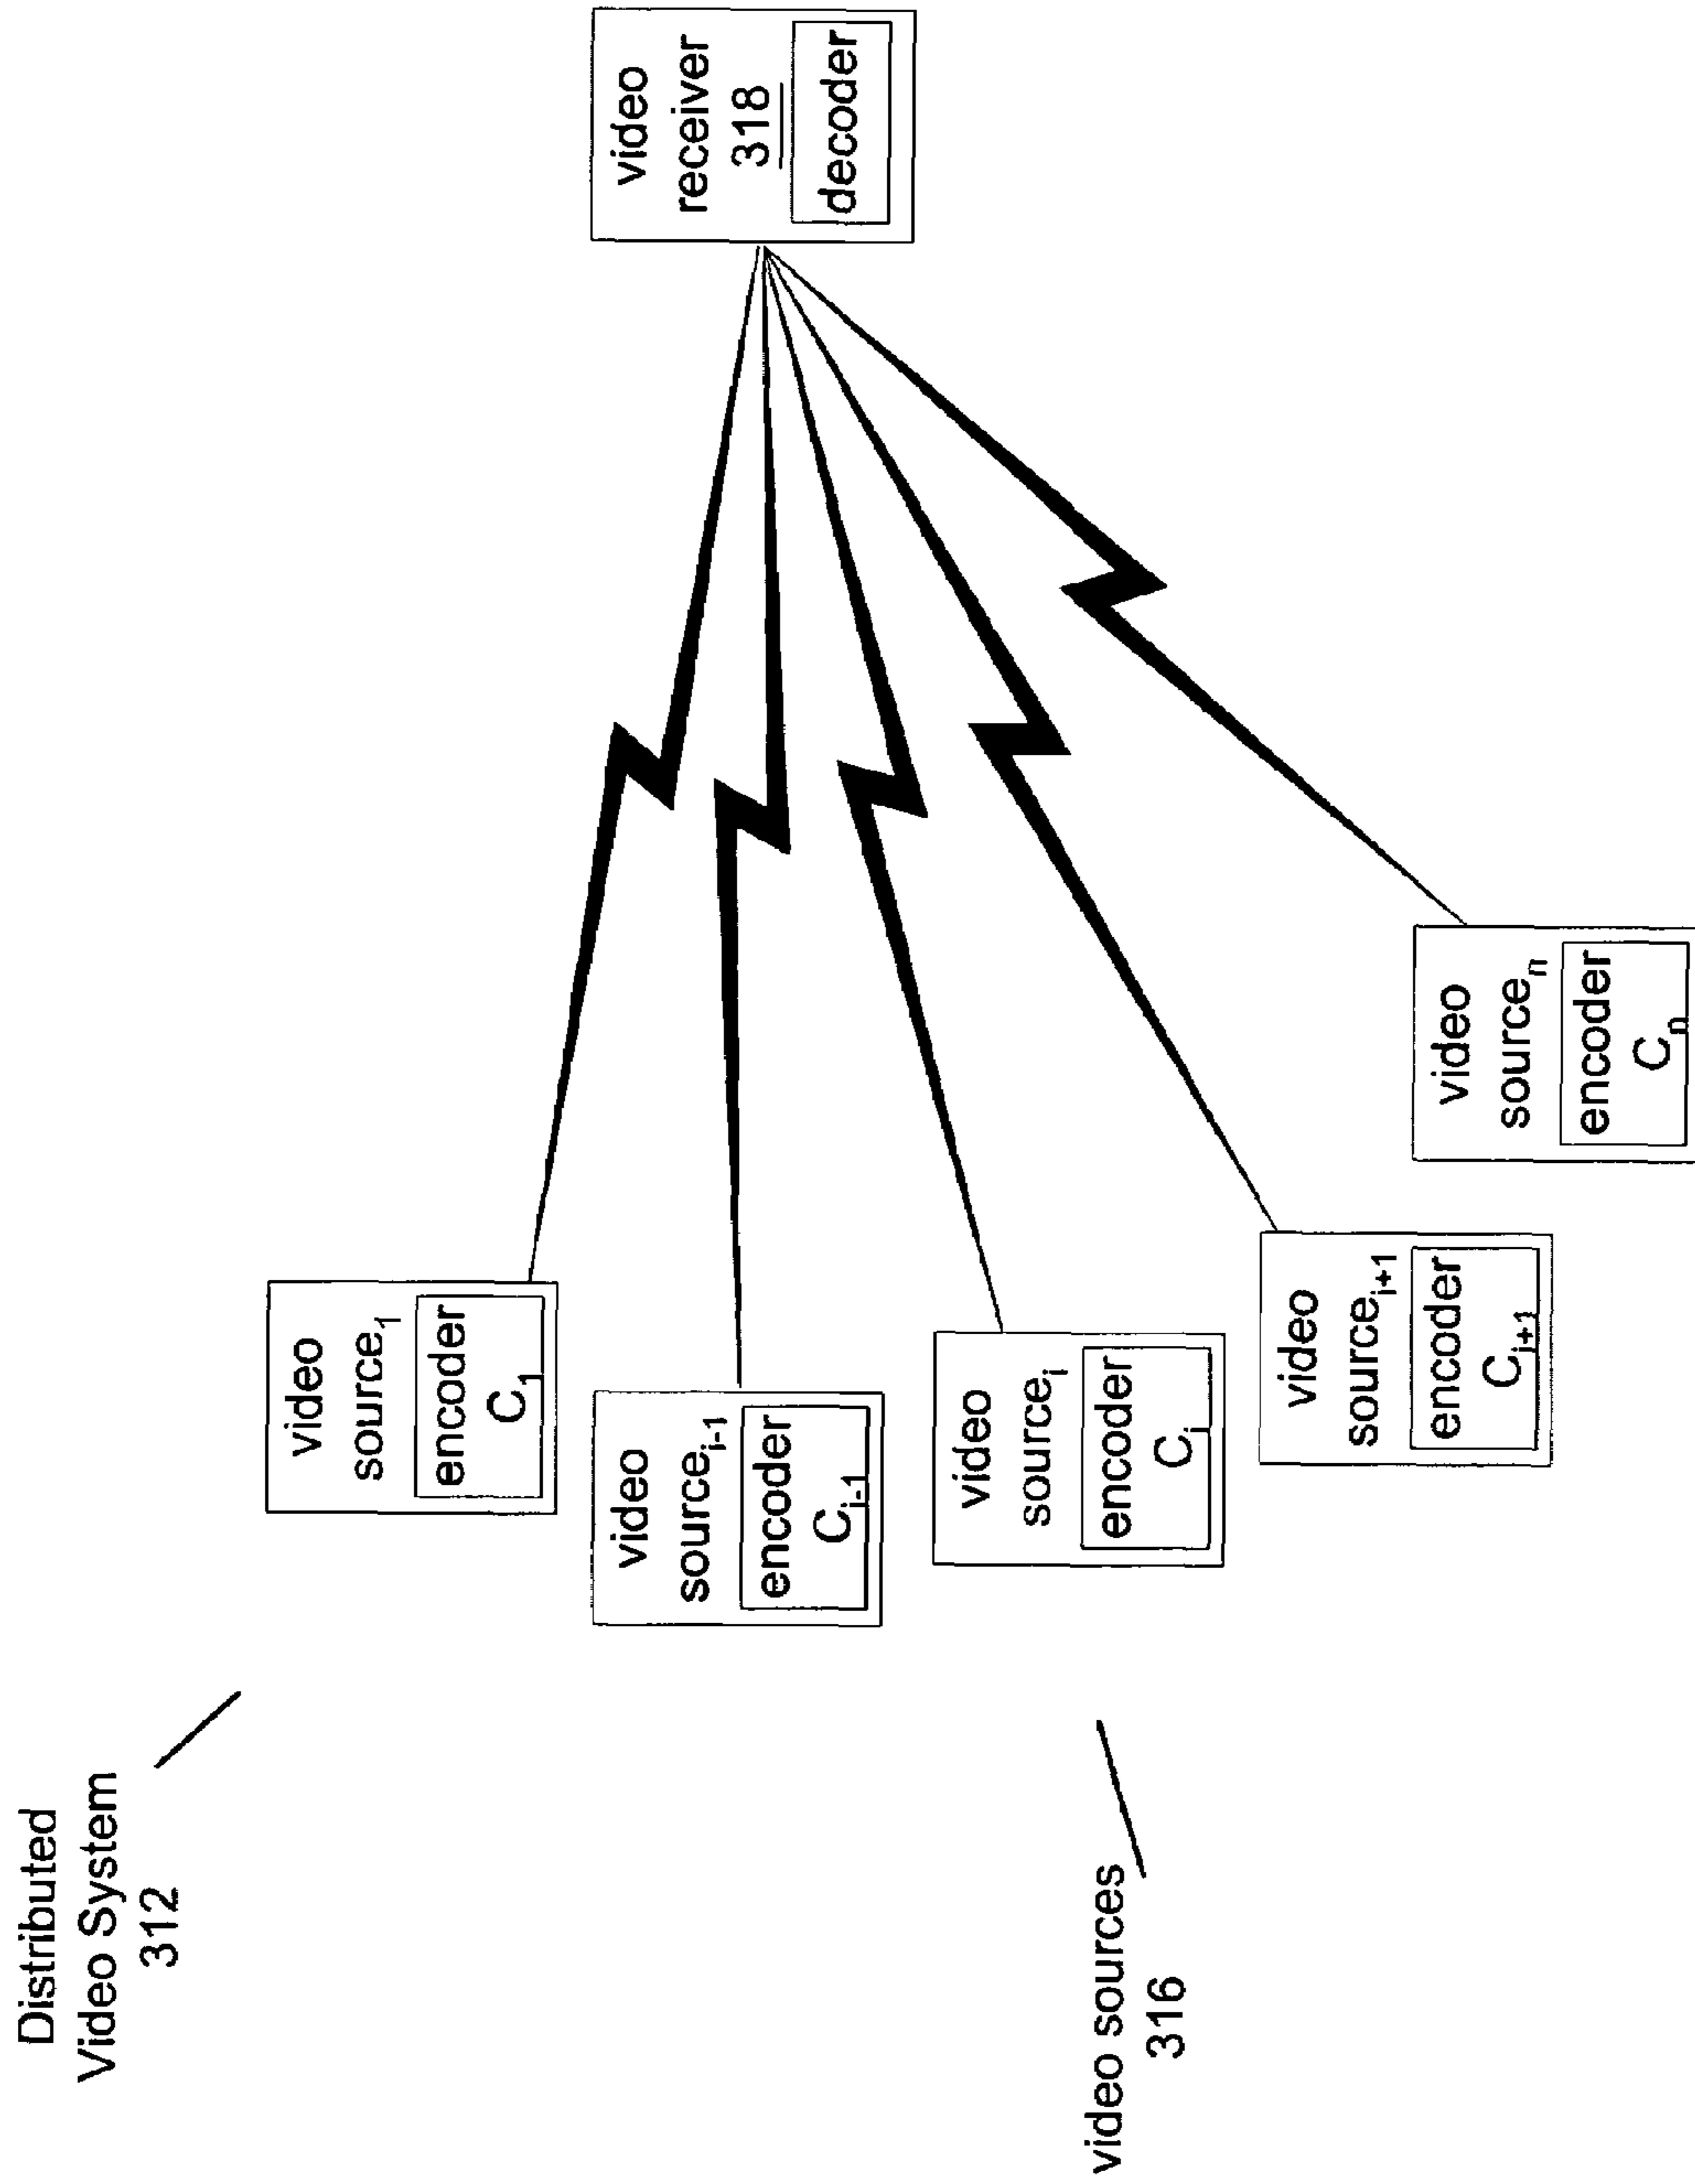 Distributed
Video System
312
video
source₁
encoder
C₁
video
sourceᵢ₋₁
encoder
Cᵢ₋₁
video
receiver
318
decoder
video
sourceᵢ
encoder
Cᵢ
video sources
316
video
sourceᵢ₊₁
encoder
Cᵢ₊₁
video
sourceₙ
encoder
Cₙ